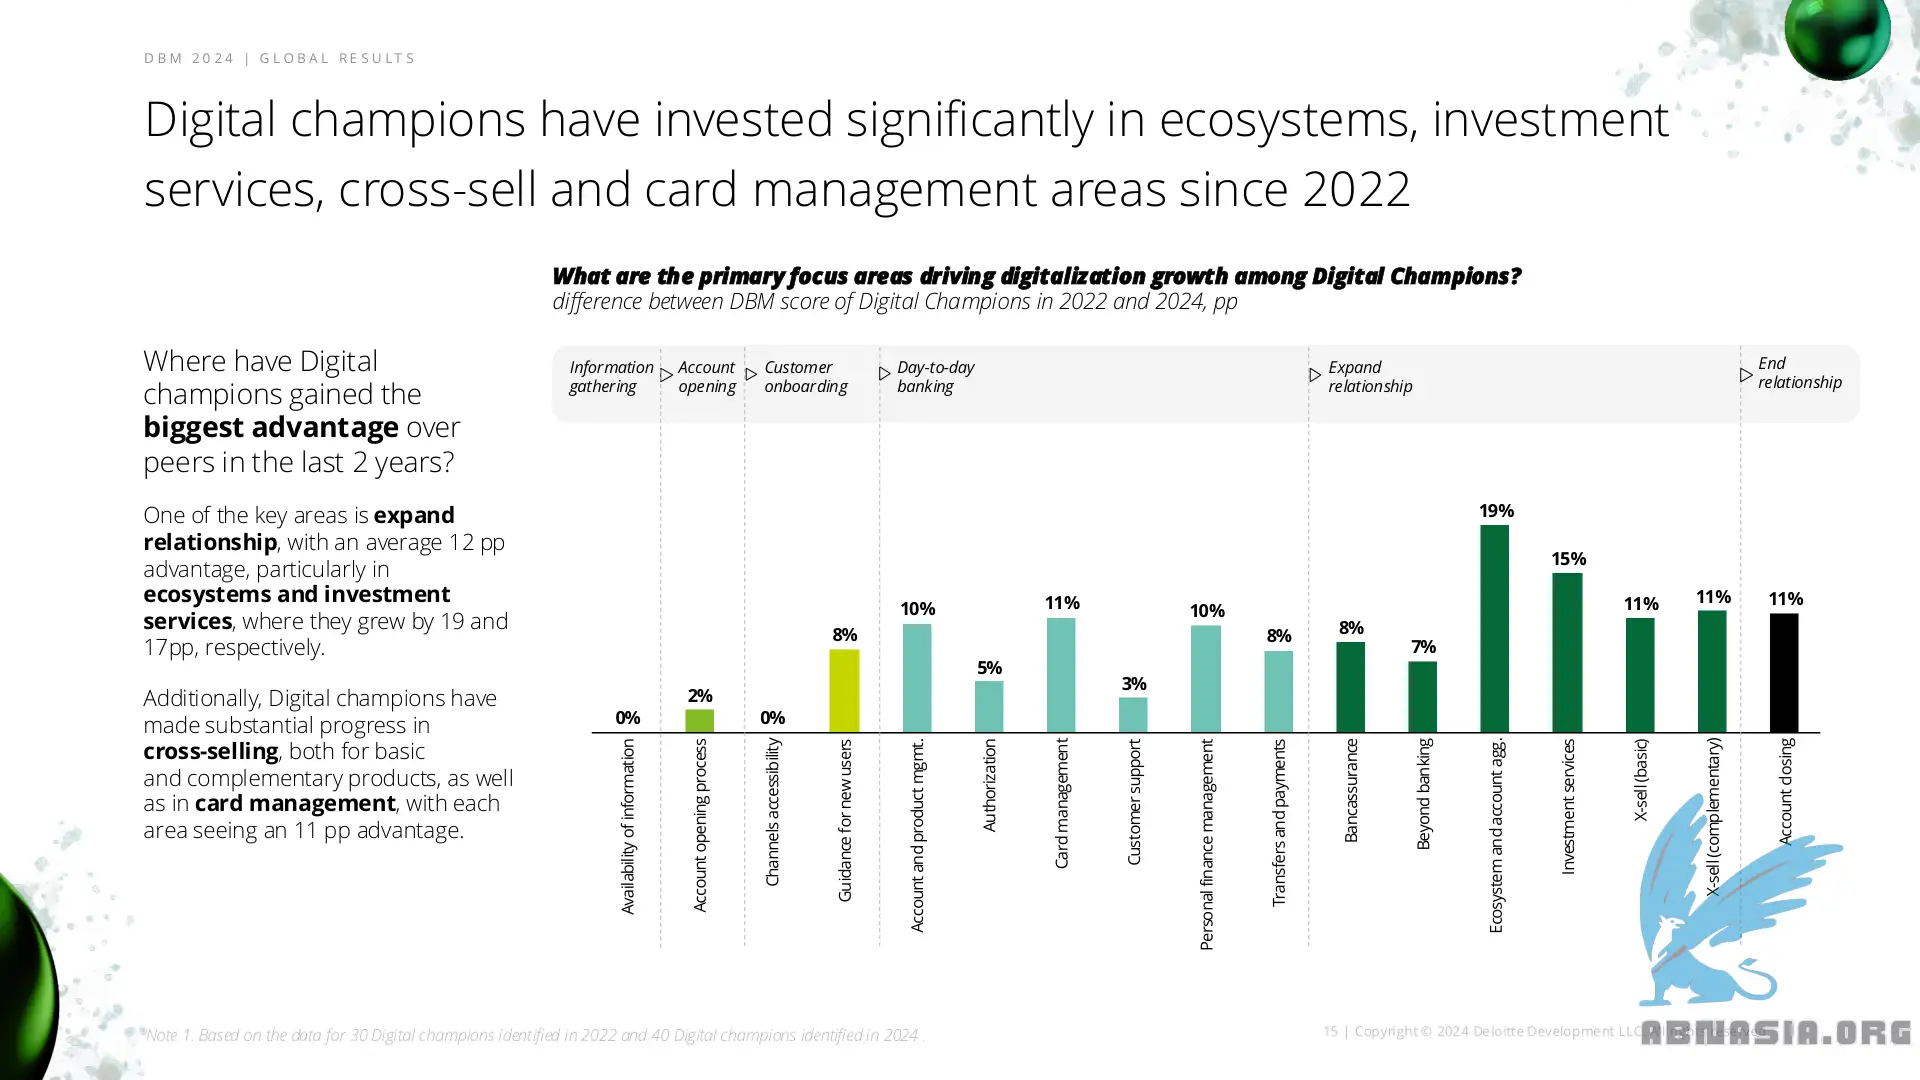 DBM 2024 | GLOBAL RESULTS
Digital champions have invested significantly in ecosystems, investment
services, cross-sell and card management areas since 2022
What are the primary focus areas driving digitalization growth among Digital Champions?
difference between DBM score of Digital Champions in 2022 and 2024, pp
Where have Digital
champions gained the
biggest advantage over
peers in the last 2 years?
One of the key areas is expand
relationship, with an average 12 pp
advantage, particularly in
ecosystems and investment
services, where they grew by 19 and
17pp, respectively.
Additionally, Digital champions have
made substantial progress in
cross-selling, both for basic
and complementary products, as well
as in card management, with each
area seeing an 11 pp advantage.
Information
gathering
Account
opening
Customer
onboarding
Day-to-day
banking
Expand
relationship
End
relationship
0%
2%
0%
8%
10%
5%
11%
3%
10%
8%
8%
7%
19%
15%
11%
11%
11%
Availability of information
Account opening process
Channels accessibility
Guidance for new users
Account and product mgmt.
Authorization
Card management
Customer support
Personal finance management
Transfers and payments
Bancassurance
Beyond banking
Ecosystem and account agg.
Investment services
X-sell (basic)
X-sell (complementary)
Account closing
Note 1. Based on the data for 30 Digital champions identified in 2022 and 40 Digital champions identified in 2024 .
15 | Copyright © 2024 Deloitte Development LLC. All rights reserved.
ABNASIA.ORG